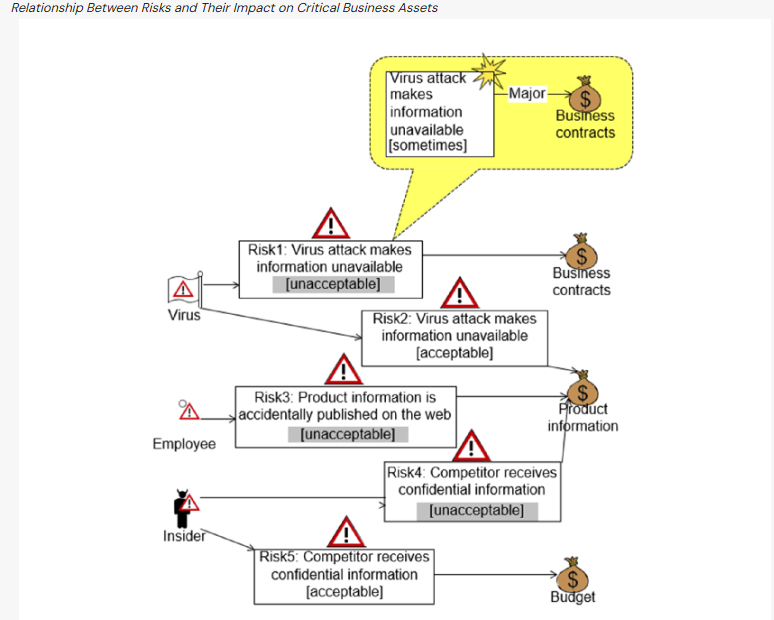 Relationship Between Risks and Their Impact on Critical Business Assets
Virus attack
makes
information
unavailable
[sometimes]
Major
$
Business
contracts
Risk1: Virus attack makes
information unavailable
[unacceptable]
$
Business
contracts
Virus
Risk2: Virus attack makes
information unavailable
[acceptable]
Risk3: Product information is
accidentally published on the web
[unacceptable]
$
Product
information
Employee
Risk4: Competitor receives
confidential information
[unacceptable]
Insider
Risk5: Competitor receives
confidential information
[acceptable]
$
Budget